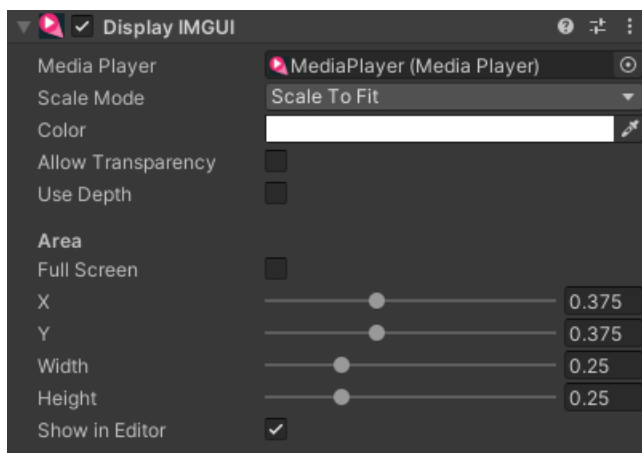 Display IMGUI
Media Player MediaPlayer (Media Player)
Scale Mode Scale To Fit
Color
Allow Transparency
Use Depth
Area
Full Screen
X 0.375
Y 0.375
Width 0.25
Height 0.25
Show in Editor